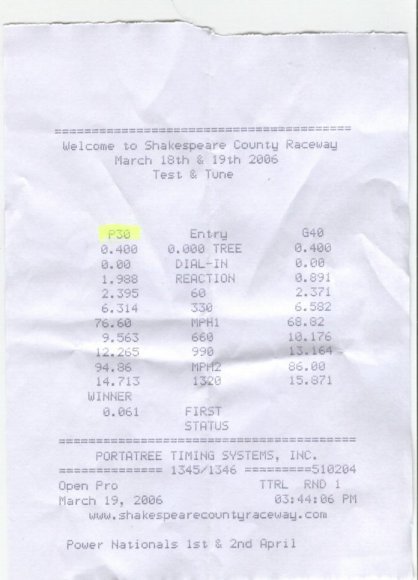 ========================================
Welcome to Shakespeare County Raceway
March 18th & 19th 2006
Test & Tune
P30 Entry G40
0.400 0.000 TREE 0.400
0.00 DIAL-IN 0.00
1.988 REACTION 0.891
2.395 60 2.371
6.314 330 6.582
76.60 MPH1 68.82
9.563 660 10.176
12.265 990 13.164
94.86 MPH2 86.00
14.713 1320 15.871
WINNER
0.061 FIRST
STATUS
========================================
PORTATREE TIMING SYSTEMS, INC.
============== 1345/1346 =========510204
Open Pro TTRL RND 1
March 19, 2006 03:44:06 PM
www.shakespearecountyraceway.com
Power Nationals 1st & 2nd April